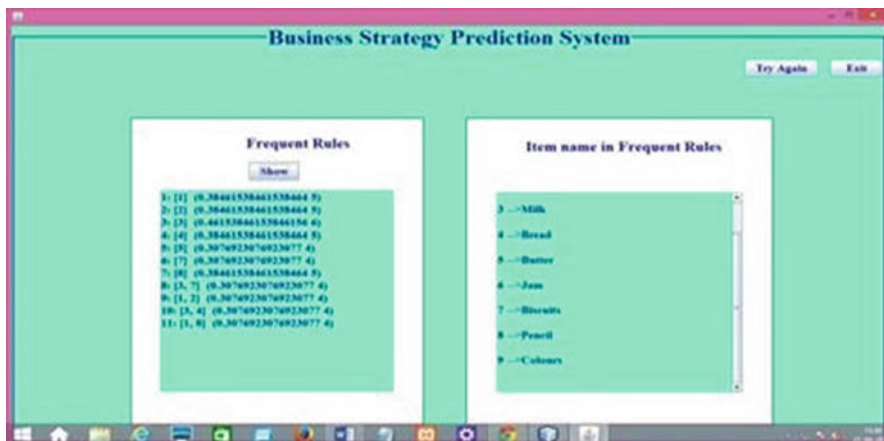 Business Strategy Prediction System
Try Again
Exit
Frequent Rules
Show
1: [1] (0.38461538461538464 5)
2: [2] (0.38461538461538464 5)
3: [3] (0.46153846153846156 6)
4: [4] (0.38461538461538464 5)
5: [5] (0.3076923076923077 4)
6: [7] (0.3076923076923077 4)
7: [8] (0.38461538461538464 5)
8: [3, 7] (0.3076923076923077 4)
9: [1, 2] (0.3076923076923077 4)
10: [3, 4] (0.3076923076923077 4)
11: [1, 8] (0.3076923076923077 4)
Item name in Frequent Rules
3 -->Milk
4 -->Bread
5 -->Butter
6 -->Jam
7 -->Biscuits
8 -->Pencil
9 -->Colours